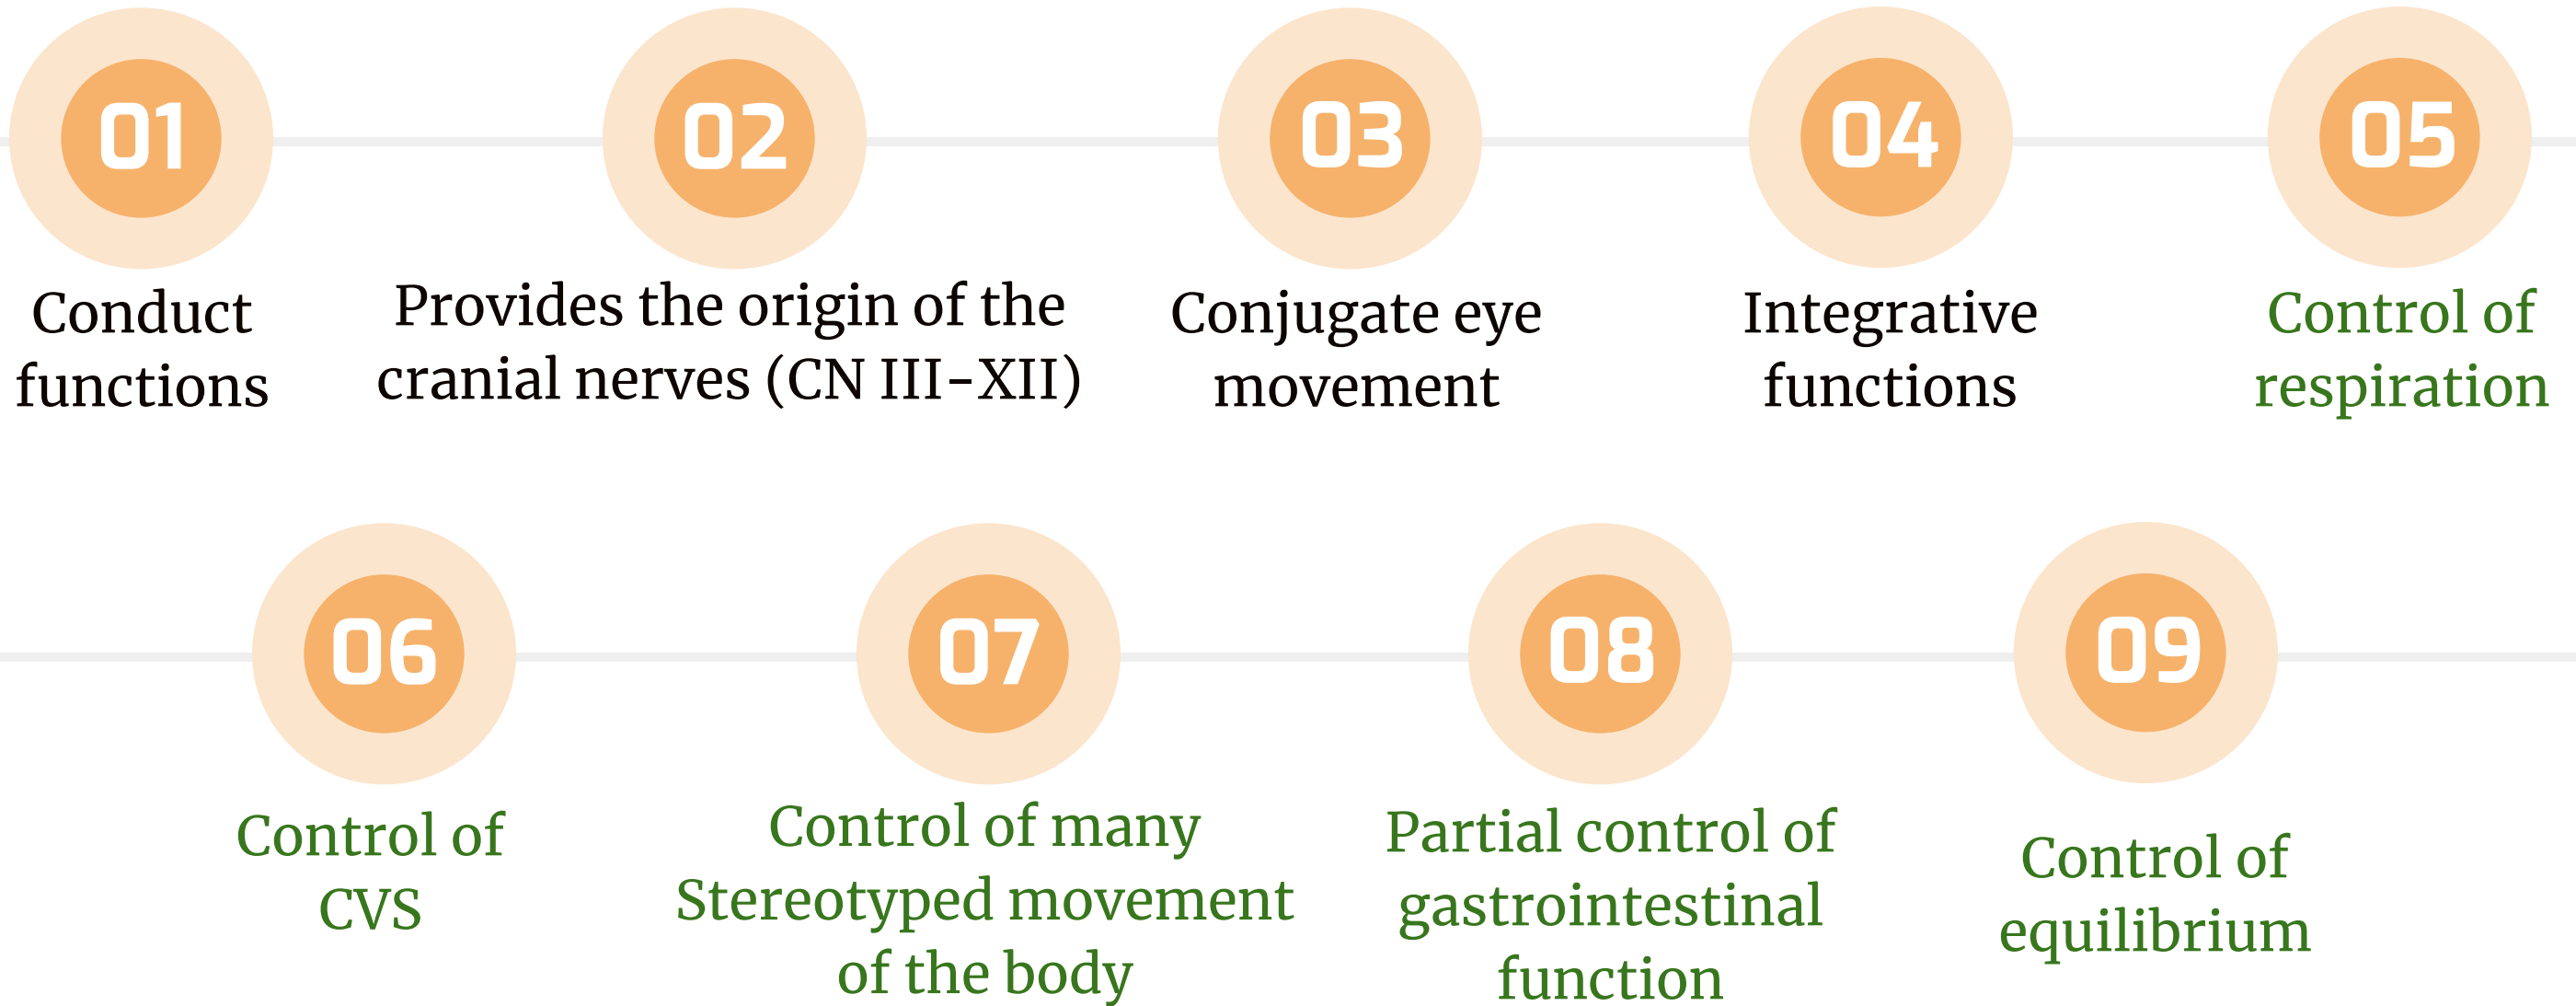 01
Conduct
functions
02
Provides the origin of the
cranial nerves (CN III-XII)
03
Conjugate eye
movement
04
Integrative
functions
05
Control of
respiration
06
Control of
CVS
07
Control of many
Stereotyped movement
of the body
08
Partial control of
gastrointestinal
function
09
Control of
equilibrium